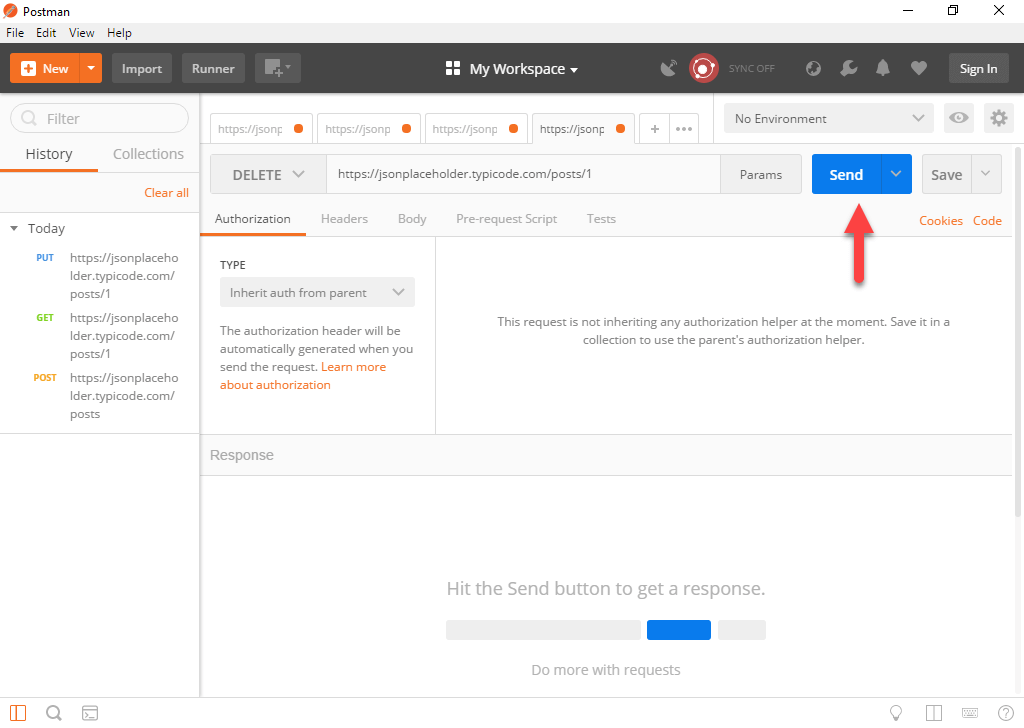 Postman
File Edit View Help
New
Import
Runner
My Workspace
SYNC OFF
Sign In
Filter
History
Collections
Clear all
Today
PUT https://jsonplaceho
lder.typicode.com/
posts/1
GET https://jsonplaceho
lder.typicode.com/
posts/1
POST https://jsonplaceho
lder.typicode.com/
posts
https://jsonp
https://jsonp
https://jsonp
https://jsonp
No Environment
DELETE
https://jsonplaceholder.typicode.com/posts/1
Params
Send
Save
Authorization
Headers
Body
Pre-request Script
Tests
Cookies
Code
TYPE
Inherit auth from parent
The authorization header will be
automatically generated when you
send the request. Learn more
about authorization
This request is not inheriting any authorization helper at the moment. Save it in a
collection to use the parent's authorization helper.
Response
Hit the Send button to get a response.
Do more with requests